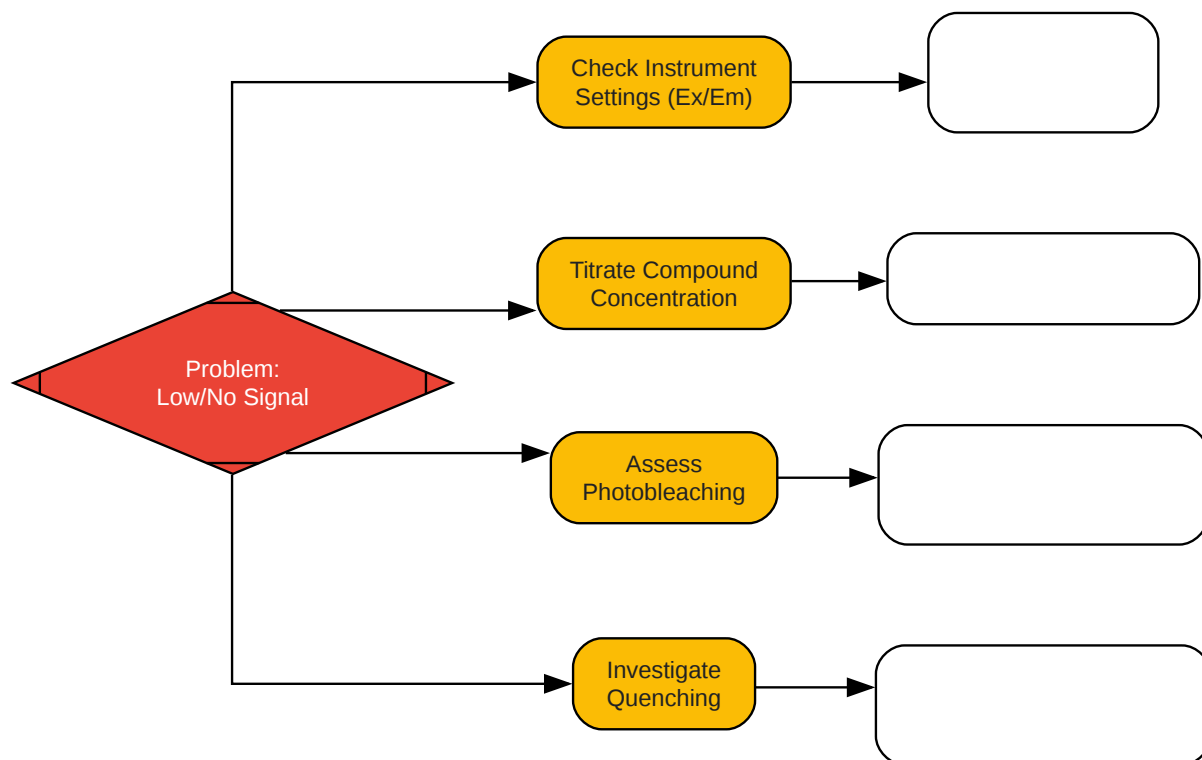 Check Instrument
Settings (Ex/Em)
Titrate Compound
Concentration
Problem:
Low/No Signal
Assess
Photobleaching
Investigate
Quenching